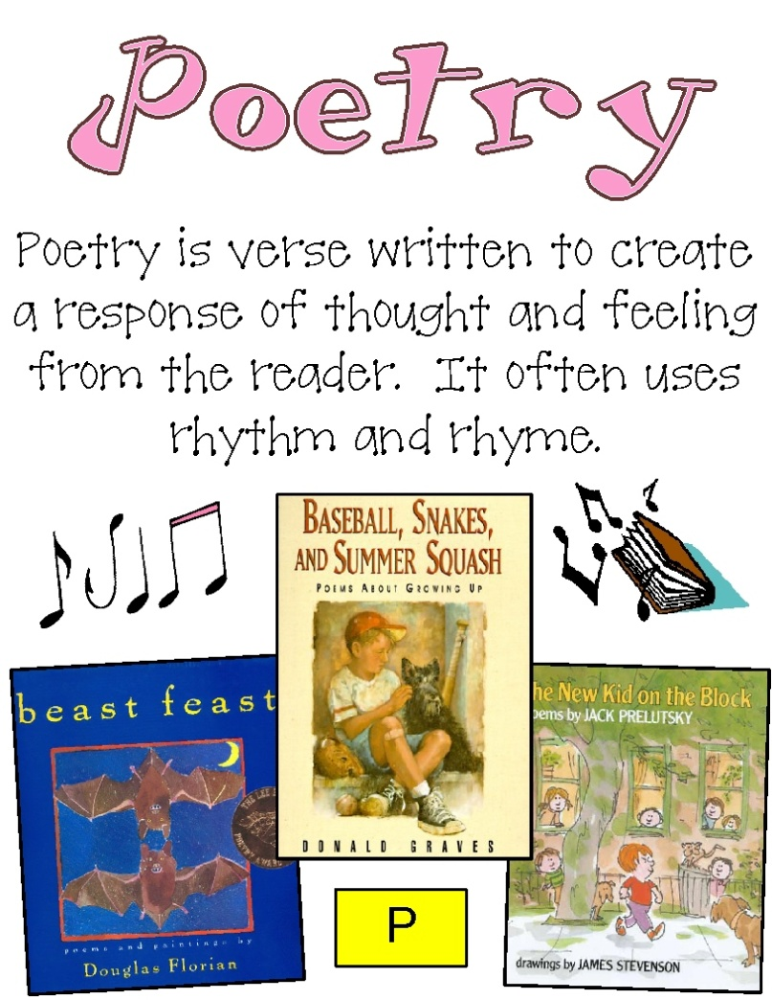 Poetry
Poetry is verse written to create
a response of thought and feeling
from the reader. It often uses
rhythm and rhyme.
BASEBALL, SNAKES,
AND SUMMER SQUASH
POEMS ABOUT GROWING UP
DONALD GRAVES
beast feast
THE LEE
poems and paintings by
Douglas Florian
he New Kid on the Block
oems by JACK PRELUTSKY
drawings by JAMES STEVENSON
P